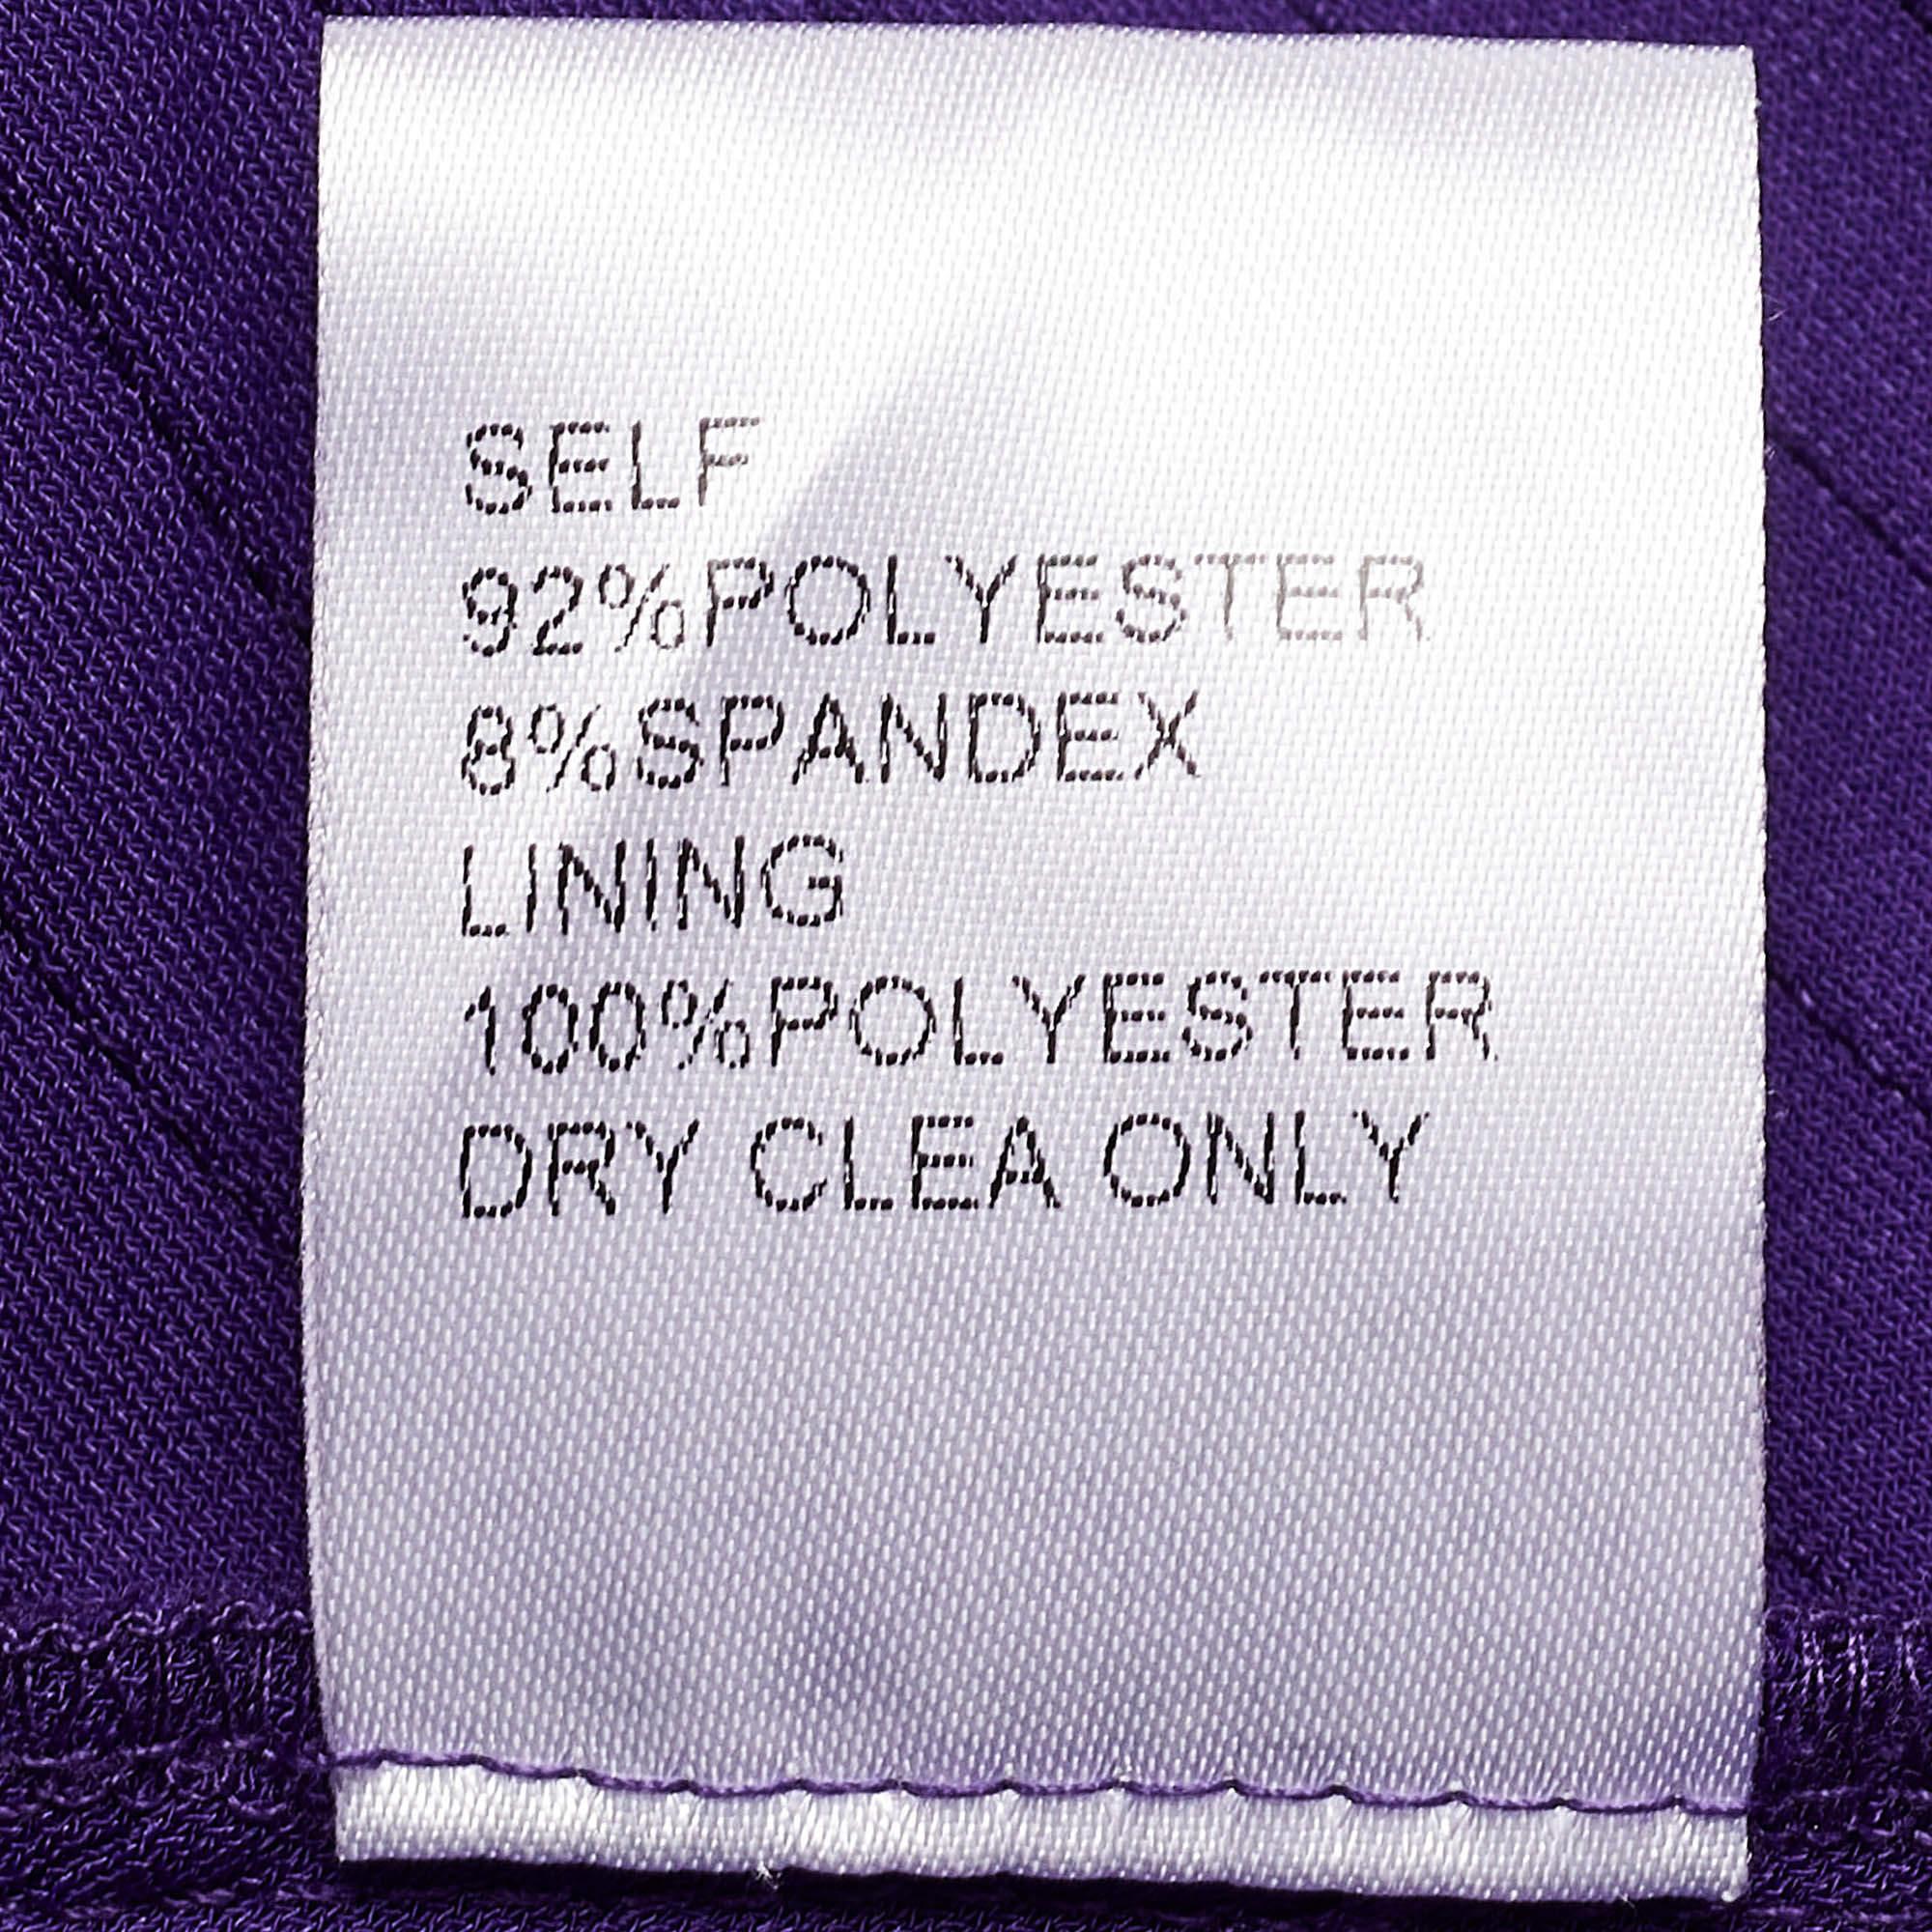 SELF
92%POLYESTER
8%SPANDEX
LINING
100%POLYESTER
DRY CLEA ONLY